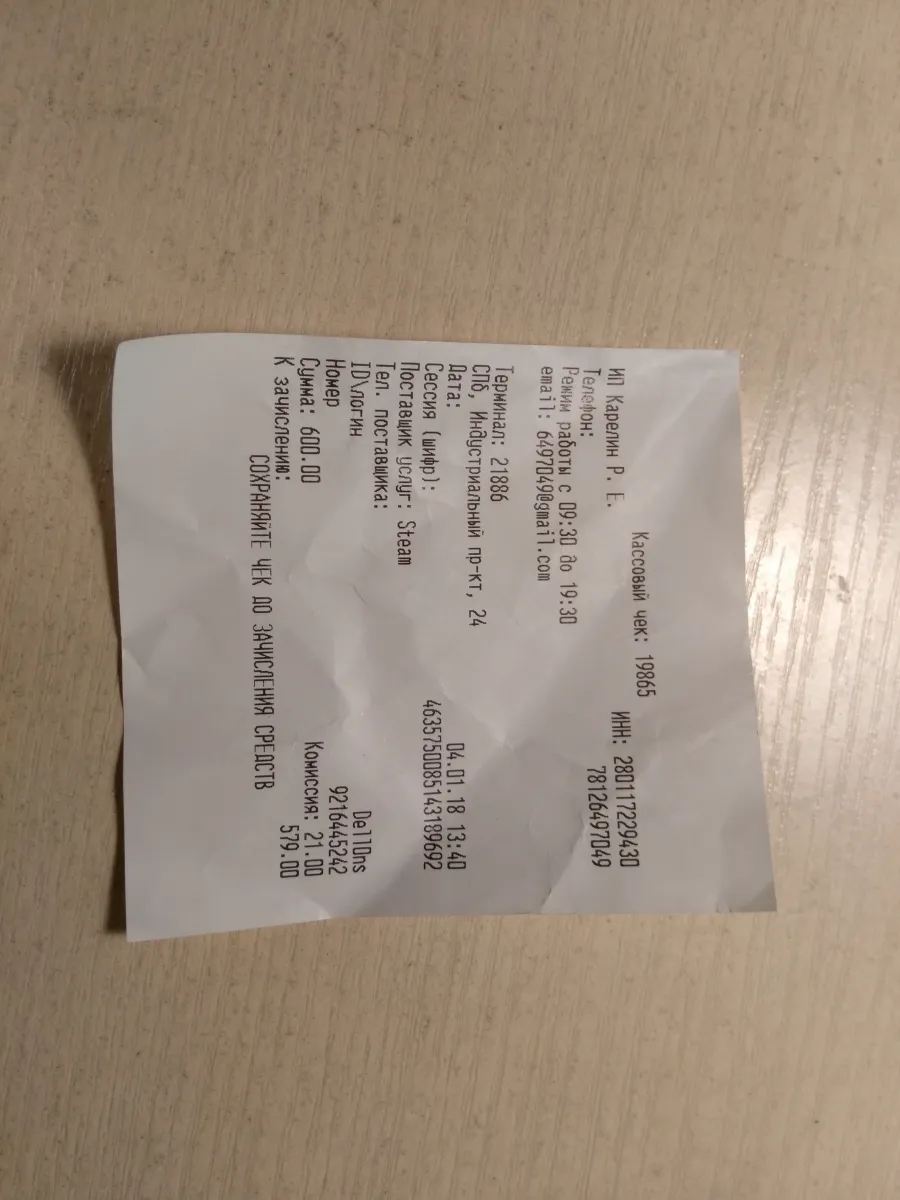 Кассовый чек: 19865
ИП Карелин Р. Е. ИНН: 280117229430
Телефон: 78126497049
Режим работы с 09:30 до 19:30
email: 6497049@gmail.com
Терминал: 21886
СПб, Индустриальный пр-кт, 24
Дата: 04.01.18 13:40
Сессия (шифр): 4635750085143189692
Поставщик услуг: Steam
Тел. поставщика:
ID\логин DellOns
Номер 9216445242
Сумма: 600.00 Комиссия: 21.00
К зачислению: 579.00
СОХРАНЯЙТЕ ЧЕК ДО ЗАЧИСЛЕНИЯ СРЕДСТВ